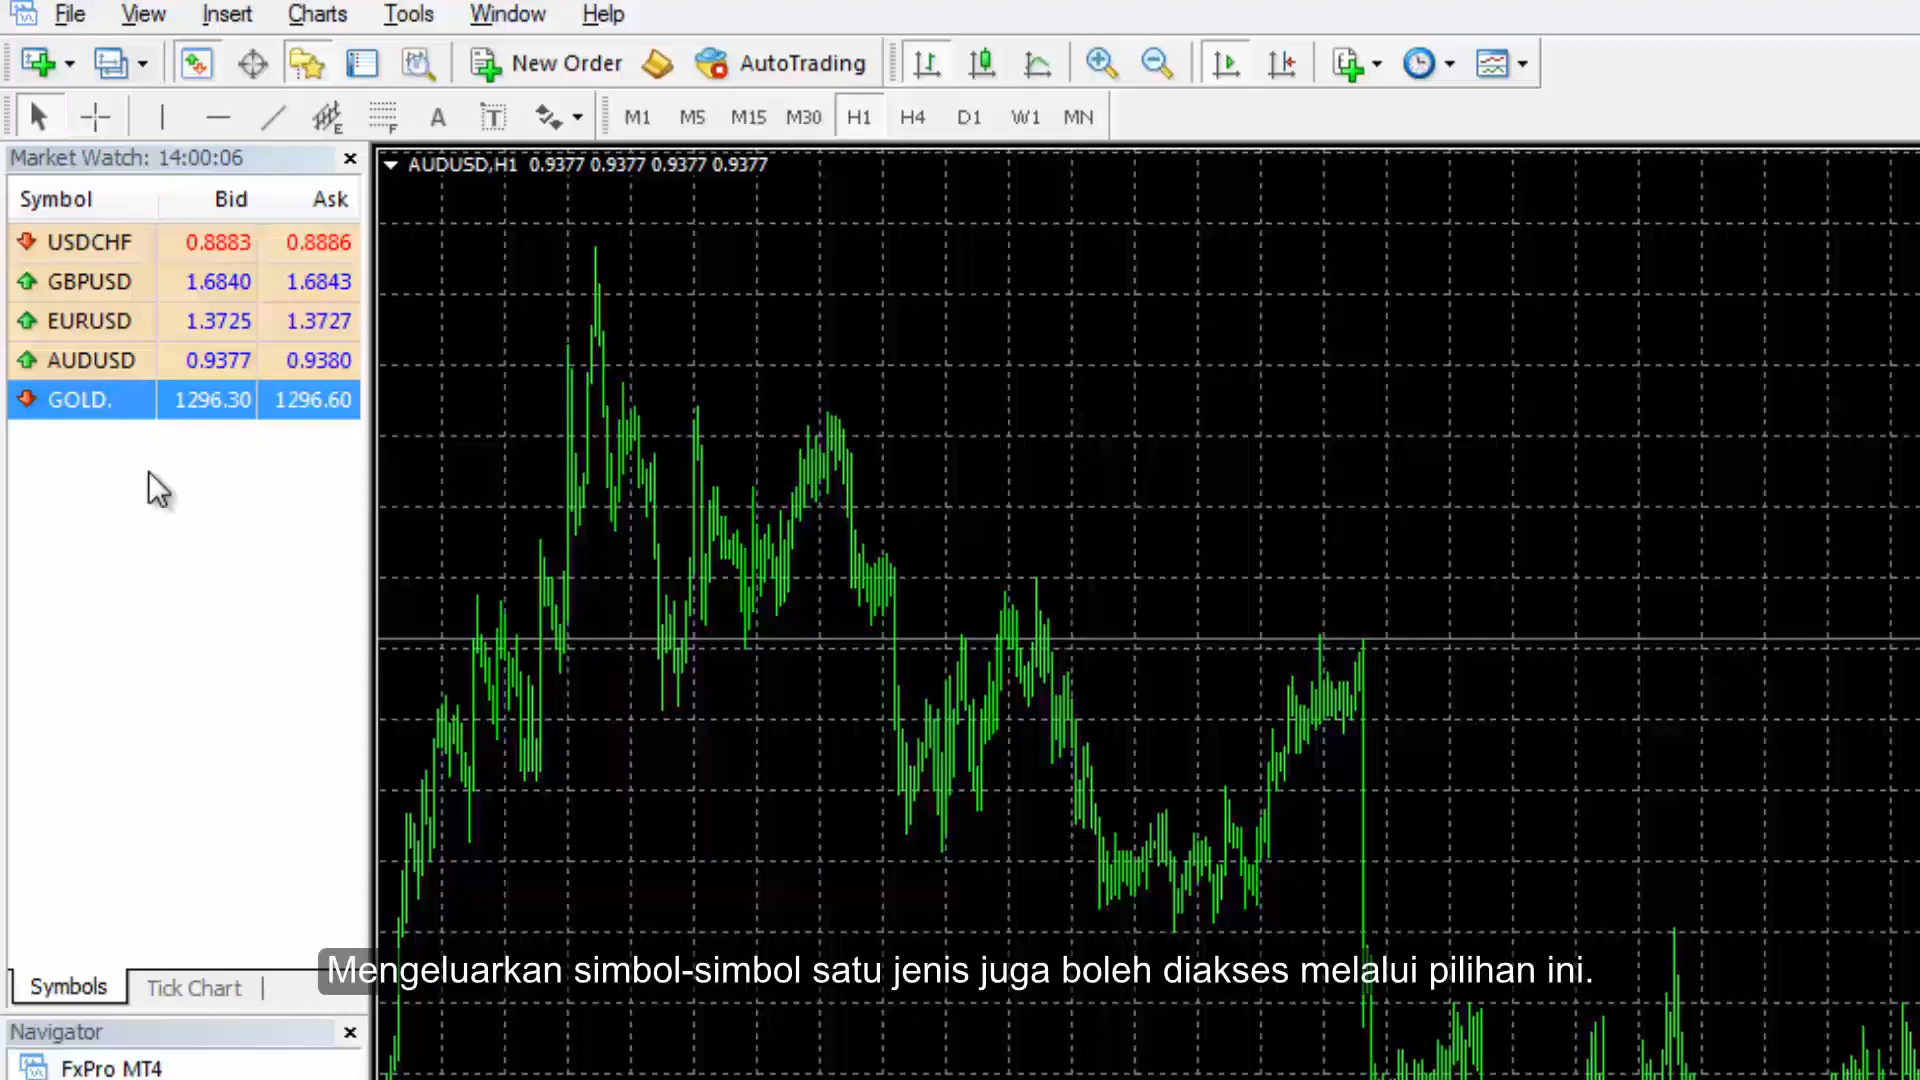 File View Insert Charts Tools Window Help
New Order AutoTrading
E F A T M1 M5 M15 M30 H1 H4 D1 W1 MN
Market Watch: 14:00:06
AUDUSD,H1 0.9377 0.9377 0.9377 0.9377
Symbol Bid Ask
USDCHF 0.8883 0.8886
GBPUSD 1.6840 1.6843
EURUSD 1.3725 1.3727
AUDUSD 0.9377 0.9380
GOLD. 1296.30 1296.60
Mengeluarkan simbol-simbol satu jenis juga boleh diakses melalui pilihan ini.
Symbols Tick Chart
Navigator
FxPro MT4